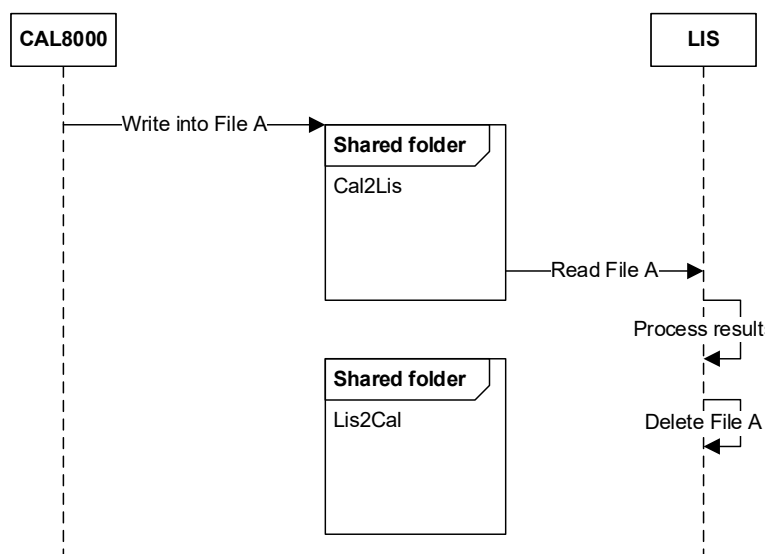 CAL8000
LIS
Write into File A
Shared folder
Cal2Lis
Read File A
Process result
Shared folder
Lis2Cal
Delete File A